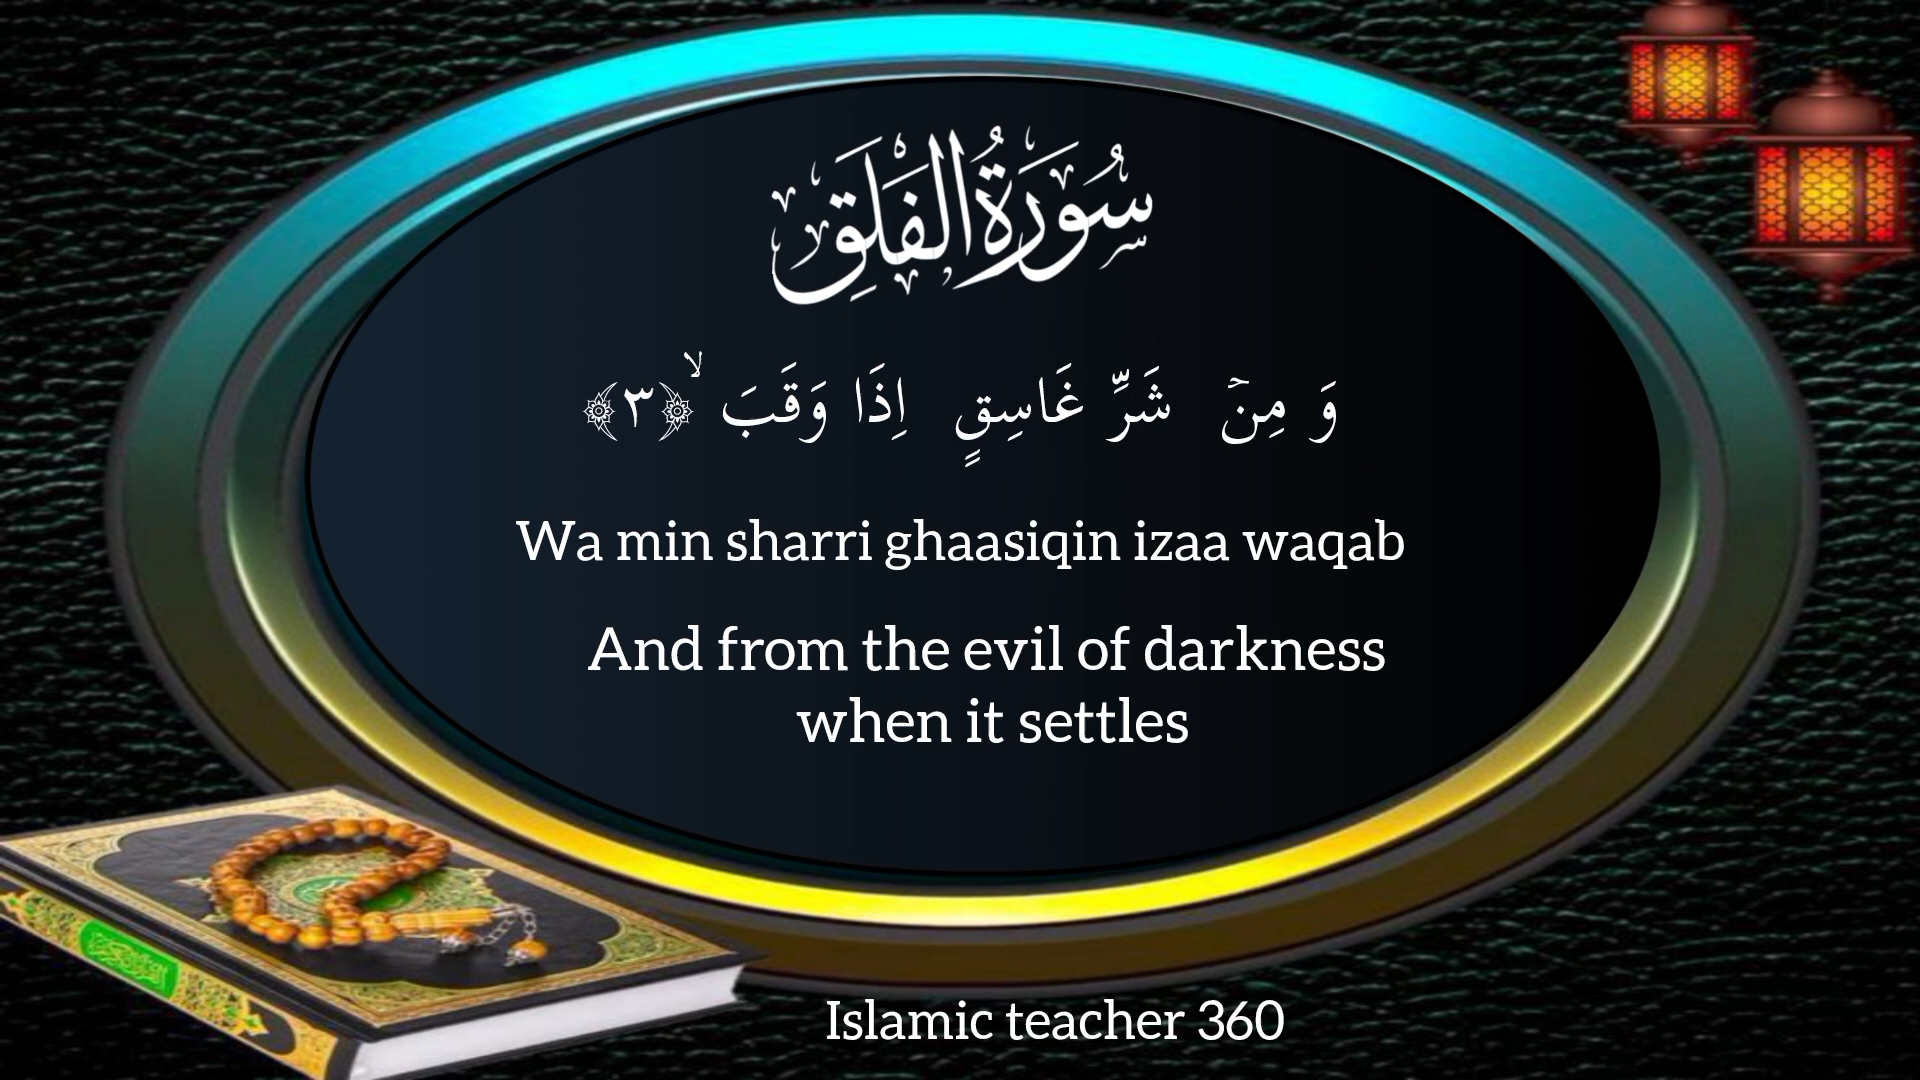 سُورَةُ الفَلَقِ
وَ مِنۡ شَرِّ غَاسِقٍ اِذَا وَقَبَ ۙ﴿۳﴾
Wa min sharri ghaasiqin izaa waqab
And from the evil of darkness
when it settles
Islamic teacher 360